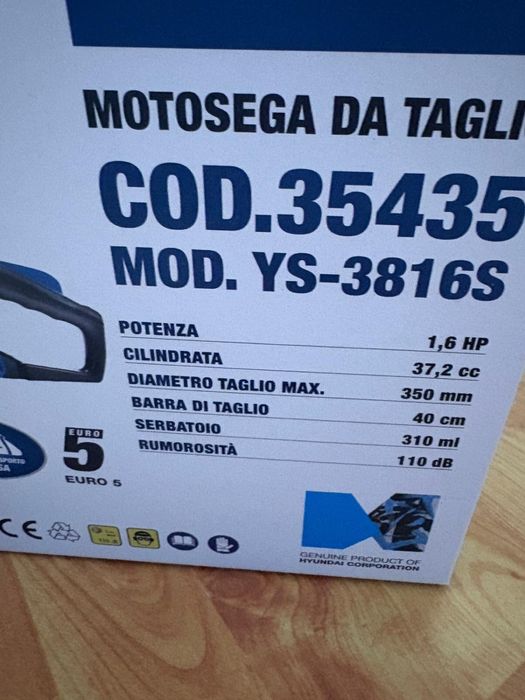 MOTOSEGA DA TAGLI
COD.35435
MOD. YS-3816S
POTENZA 1,6 HP
CILINDRATA 37,2 cc
DIAMETRO TAGLIO MAX. 350 mm
BARRA DI TAGLIO 40 cm
SERBATOIO 310 ml
RUMOROSITÀ 110 dB
EURO
5
EURO 5
CE
GENUINE PRODUCT OF
HYUNDAI CORPORATION